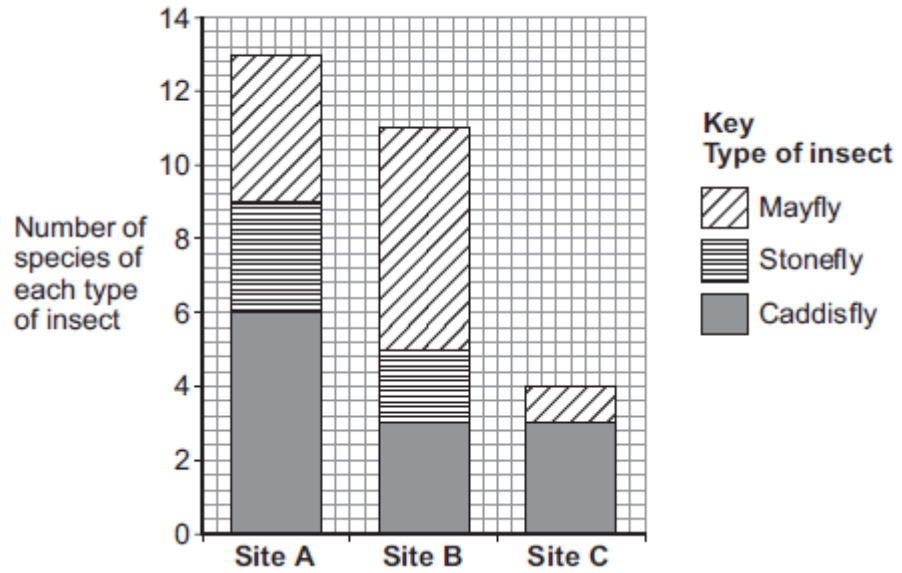 14
12
10
8
6
4
2
0
Number of
species of
each type
of insect
Site A
Site B
Site C
Key
Type of insect
Mayfly
Stonefly
Caddisfly